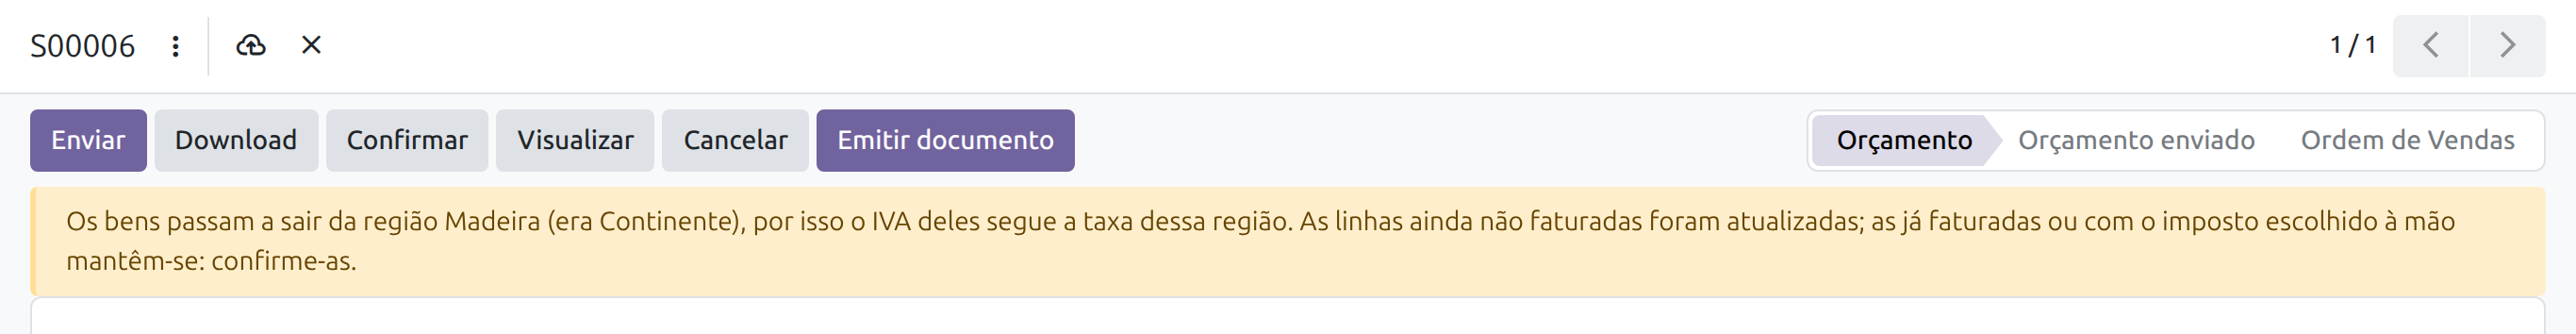 S00006
1 / 1
Enviar
Download
Confirmar
Visualizar
Cancelar
Emitir documento
Orçamento
Orçamento enviado
Ordem de Vendas
Os bens passam a sair da região Madeira (era Continente), por isso o IVA deles segue a taxa dessa região. As linhas ainda não faturadas foram atualizadas; as já faturadas ou com o imposto escolhido à mão
mantêm-se: confirme-as.